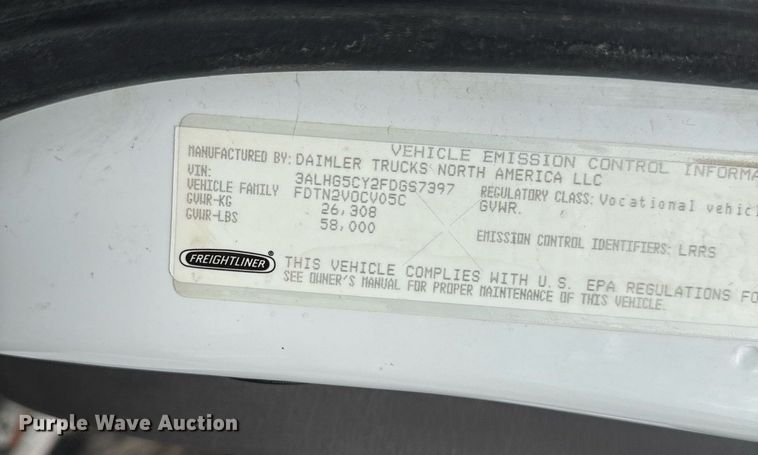 VEHICLE EMISSION CONTROL INFORMA
MANUFACTURED BY: DAIMLER TRUCKS NORTH AMERICA LLC
VIN: 3ALHG5CY2FDGS7397
REGULATORY CLASS: Vocational vehic
VEHICLE FAMILY FDTN2VOCV05C
GVWR.
GVWR-KG 26,308
GVWR-LBS 58,000
EMISSION CONTROL IDENTIFIERS: LRRS
FREIGHTLINER®
THIS VEHICLE COMPLIES WITH U.S. EPA REGULATIONS FO
SEE OWNER'S MANUAL FOR PROPER MAINTENANCE OF THIS VEHICLE.
Purple Wave Auction